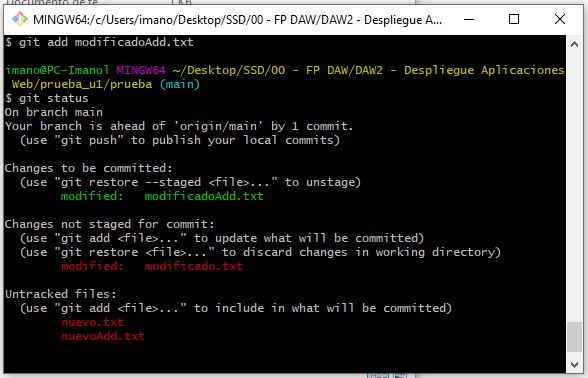 MINGW64:/c/Users/imano/Desktop/SSD/00 - FP DAW/DAW2 - Despliegue A...
$ git add modificadoAdd.txt
imano@PC-Imanol MINGW64 ~/Desktop/SSD/00 - FP DAW/DAW2 - Despliegue Aplicaciones
Web/prueba_u1/prueba (main)
$ git status
On branch main
Your branch is ahead of 'origin/main' by 1 commit.
(use "git push" to publish your local commits)
Changes to be committed:
(use "git restore --staged <file>..." to unstage)
modified:   modificadoAdd.txt
Changes not staged for commit:
(use "git add <file>..." to update what will be committed)
(use "git restore <file>..." to discard changes in working directory)
modified:   modificado.txt
Untracked files:
(use "git add <file>..." to include in what will be committed)
nuevo.txt
nuevoAdd.txt